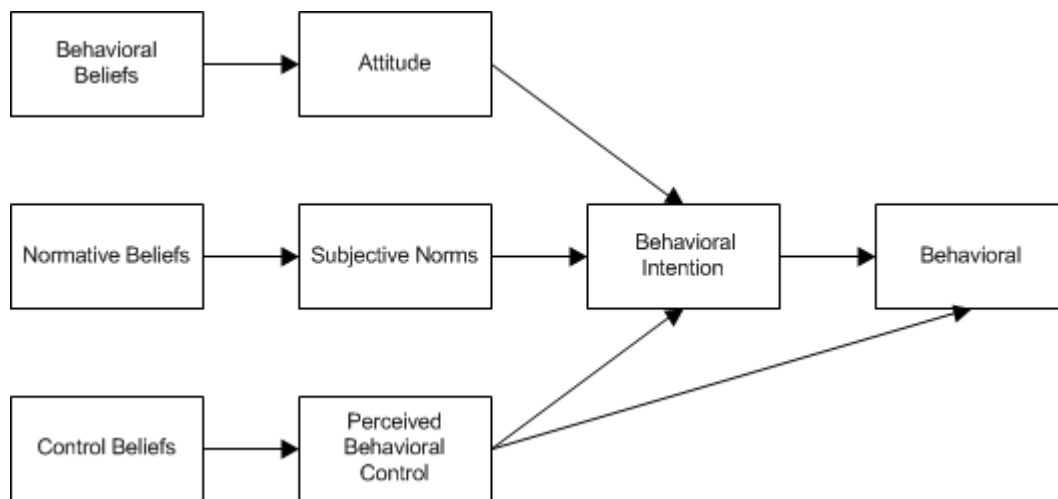 Behavioral
Beliefs
Attitude
Normative Beliefs
Subjective Norms
Behavioral
Intention
Behavioral
Control Beliefs
Perceived
Behavioral
Control